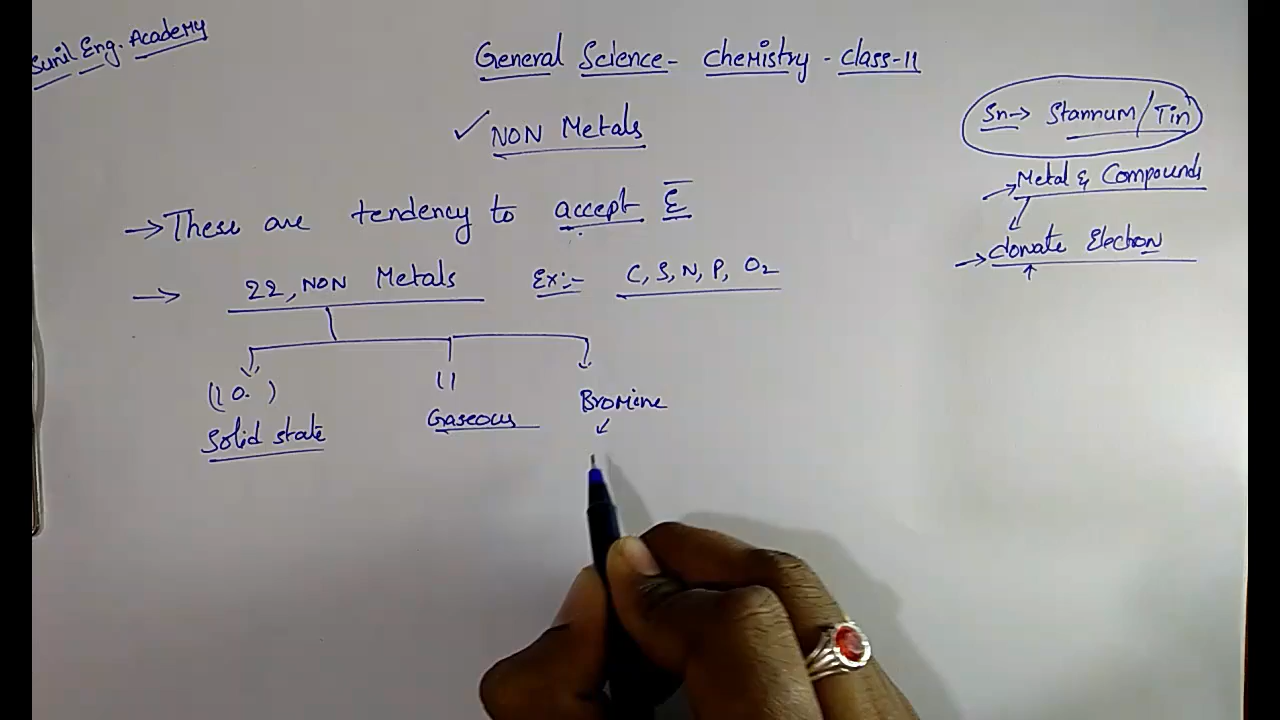 Sunil Eng. Academy
General Science - Chemistry - Class-11
✓ NON Metals
Sn→ Stannum/Tin
→ Metal & Compounds
→ donate Electron
→ These are tendency to accept ē
→ 22, NON Metals Ex:- C, S, N, P, O2
(10.) 11 Bromine
Solid state Gaseous